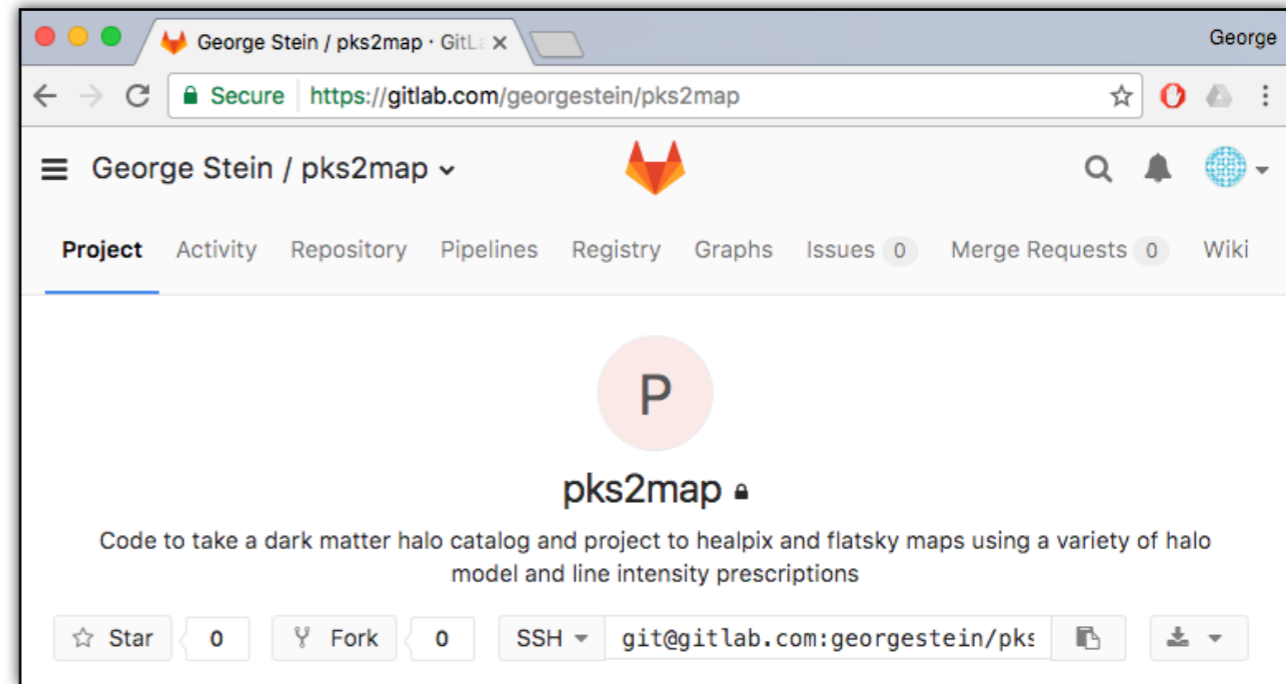 George Stein / pks2map · GitLa
George
Secure https://gitlab.com/georgestein/pks2map
George Stein / pks2map
Project Activity Repository Pipelines Registry Graphs Issues 0 Merge Requests 0 Wiki
P
pks2map
Code to take a dark matter halo catalog and project to healpix and flatsky maps using a variety of halo
model and line intensity prescriptions
Star 0 Fork 0 SSH git@gitlab.com:georgestein/pks